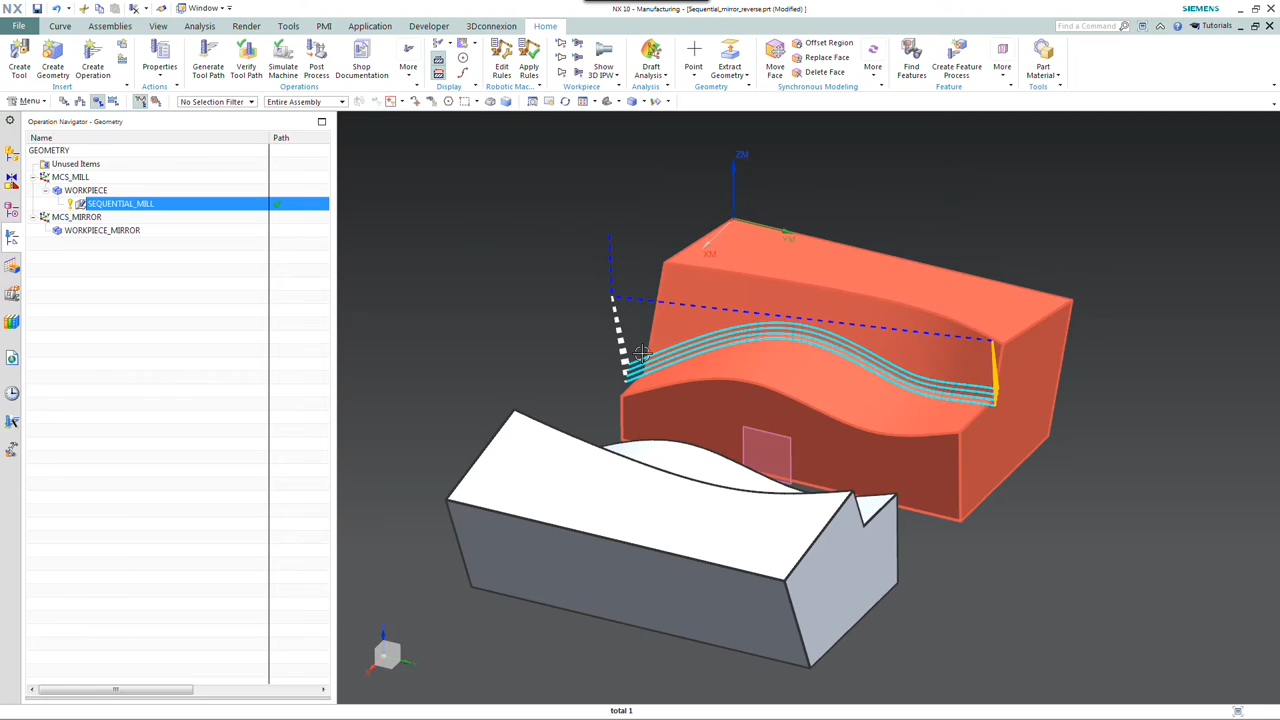 NX
Window
NX 10 - Manufacturing - [Sequential_mirror_reverse.prt (Modified) ]
SIEMENS
File
Curve
Assemblies
View
Analysis
Render
Tools
PMI
Application
Developer
3Dconnexion
Home
Find a Command
Tutorials
Create Tool
Create Geometry
Create Operation
Properties
Generate Tool Path
Verify Tool Path
Simulate Machine
Post Process
Shop Documentation
More
Edit Rules
Apply Rules
Show 3D IPW
Draft Analysis
Point
Extract Geometry
Move Face
Offset Region
Replace Face
Delete Face
More
Find Features
Create Feature Process
More
Part Material
Insert
Actions
Operations
Display
Robotic Mac...
Workpiece
Analysis
Geometry
Synchronous Modeling
Feature
Tools
Menu
No Selection Filter
Entire Assembly
Operation Navigator - Geometry
Name
Path
GEOMETRY
Unused Items
MCS_MILL
WORKPIECE
SEQUENTIAL_MILL
MCS_MIRROR
WORKPIECE_MIRROR
ZM
YM
XM
total 1